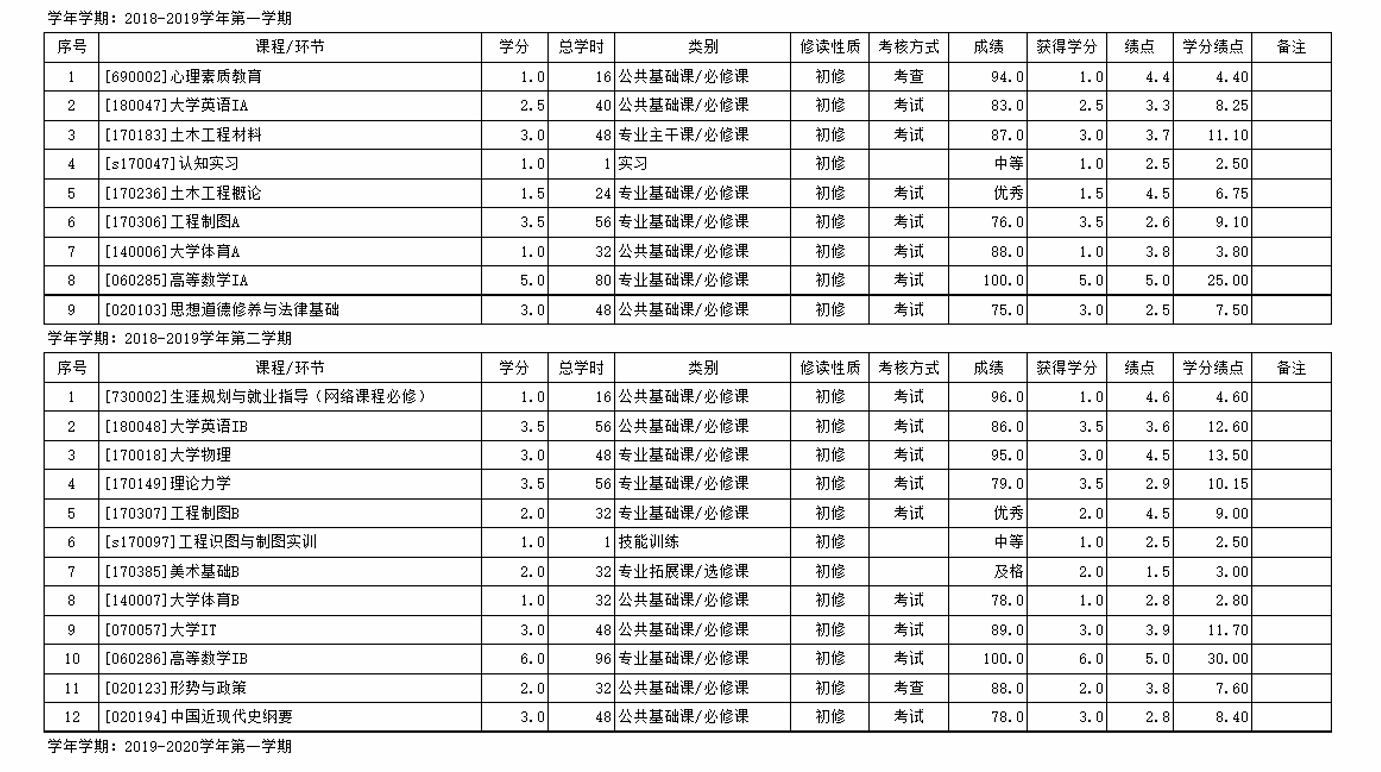 学年学期：2018-2019学年第一学期
序号 课程/环节 学分 总学时 类别 修读性质 考核方式 成绩 获得学分 绩点 学分绩点 备注
1 [690002]心理素质教育 1.0 16 公共基础课/必修课 初修 考查 94.0 1.0 4.4 4.40
2 [180047]大学英语IA 2.5 40 公共基础课/必修课 初修 考试 83.0 2.5 3.3 8.25
3 [170183]土木工程材料 3.0 48 专业主干课/必修课 初修 考试 87.0 3.0 3.7 11.10
4 [s170047]认知实习 1.0 1 实习 初修 中等 1.0 2.5 2.50
5 [170236]土木工程概论 1.5 24 专业基础课/必修课 初修 考试 优秀 1.5 4.5 6.75
6 [170306]工程制图A 3.5 56 专业基础课/必修课 初修 考试 76.0 3.5 2.6 9.10
7 [140006]大学体育A 1.0 32 公共基础课/必修课 初修 考试 88.0 1.0 3.8 3.80
8 [060285]高等数学IA 5.0 80 专业基础课/必修课 初修 考试 100.0 5.0 5.0 25.00
9 [020103]思想道德修养与法律基础 3.0 48 公共基础课/必修课 初修 考试 75.0 3.0 2.5 7.50
学年学期：2018-2019学年第二学期
序号 课程/环节 学分 总学时 类别 修读性质 考核方式 成绩 获得学分 绩点 学分绩点 备注
1 [730002]生涯规划与就业指导（网络课程必修） 1.0 16 公共基础课/必修课 初修 考试 96.0 1.0 4.6 4.60
2 [180048]大学英语IB 3.5 56 公共基础课/必修课 初修 考试 86.0 3.5 3.6 12.60
3 [170018]大学物理 3.0 48 专业基础课/必修课 初修 考试 95.0 3.0 4.5 13.50
4 [170149]理论力学 3.5 56 专业基础课/必修课 初修 考试 79.0 3.5 2.9 10.15
5 [170307]工程制图B 2.0 32 专业基础课/必修课 初修 考试 优秀 2.0 4.5 9.00
6 [s170097]工程识图与制图实训 1.0 1 技能训练 初修 中等 1.0 2.5 2.50
7 [170385]美术基础B 2.0 32 专业拓展课/选修课 初修 及格 2.0 1.5 3.00
8 [140007]大学体育B 1.0 32 公共基础课/必修课 初修 考试 78.0 1.0 2.8 2.80
9 [070057]大学IT 3.0 48 公共基础课/必修课 初修 考试 89.0 3.0 3.9 11.70
10 [060286]高等数学IB 6.0 96 专业基础课/必修课 初修 考试 100.0 6.0 5.0 30.00
11 [020123]形势与政策 2.0 32 公共基础课/必修课 初修 考查 88.0 2.0 3.8 7.60
12 [020194]中国近现代史纲要 3.0 48 公共基础课/必修课 初修 考试 78.0 3.0 2.8 8.40
学年学期：2019-2020学年第一学期